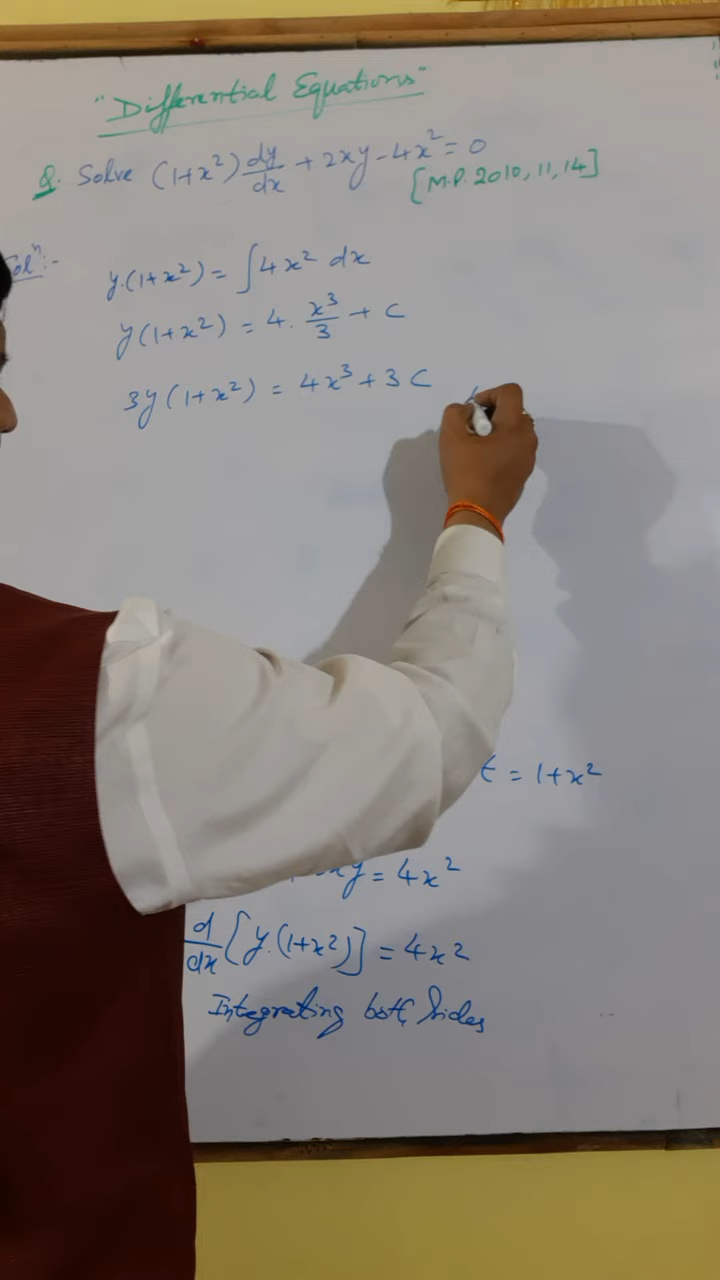 "Differential Equations"
Q. Solve (1+x²) dy/dx + 2xy - 4x² = 0
[M.P. 2010, 11, 14]
Solⁿ:-
y.(1+x²) = ∫4x² dx
y(1+x²) = 4. x³/3 + C
3y(1+x²) = 4x³ + 3C
t = 1+x²
xy = 4x²
d/dx [y.(1+x²)] = 4x²
Integrating both sides